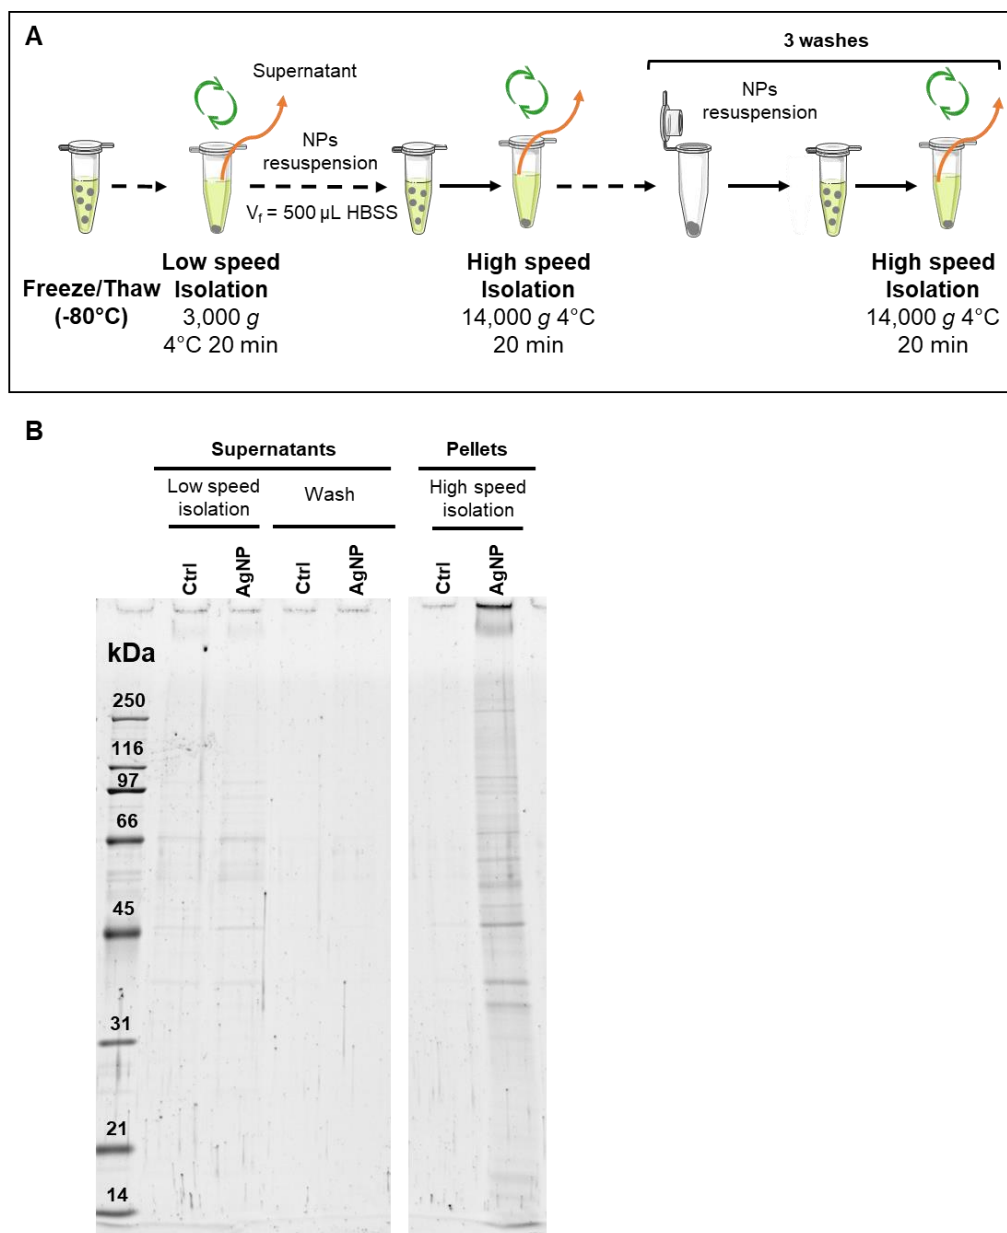 A
3 washes
Supernatant
NPs
resuspension
V_f = 500 µL HBSS
NPs
resuspension
Freeze/Thaw
(-80°C)
Low speed
Isolation
3,000 g
4°C 20 min
High speed
Isolation
14,000 g 4°C
20 min
High speed
Isolation
14,000 g 4°C
20 min
B
Supernatants
Pellets
Low speed
isolation
Wash
High speed
isolation
Ctrl
AgNP
Ctrl
AgNP
Ctrl
AgNP
kDa
250
116
97
66
45
31
21
14